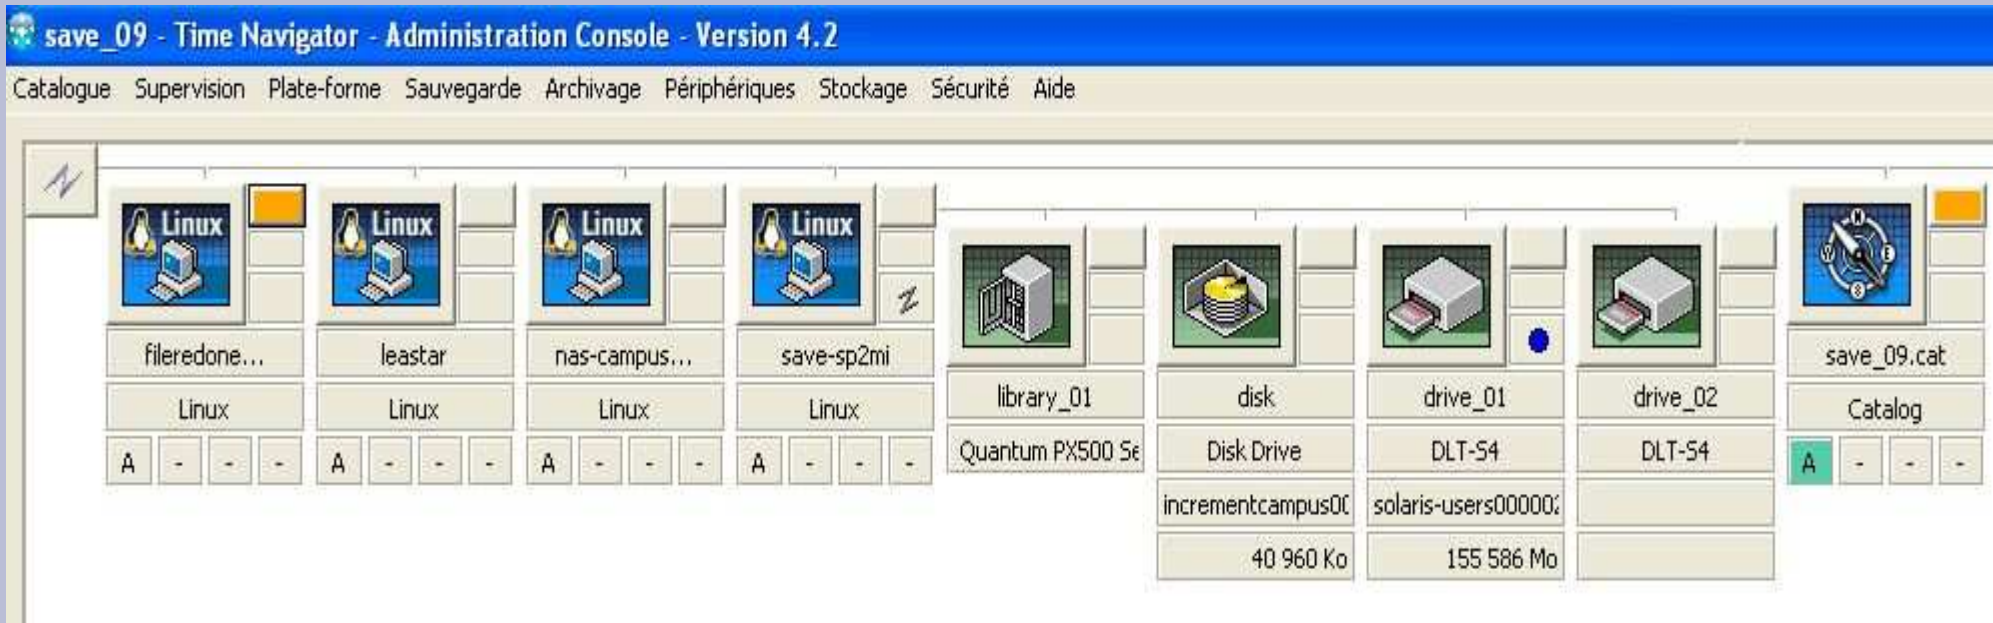 save_09 - Time Navigator - Administration Console - Version 4.2
Catalogue Supervision Plate-forme Sauvegarde Archivage Périphériques Stockage Sécurité Aide
Linux Linux Linux Linux
N
W E
S
fileredone... leastar nas-campus... save-sp2mi library_01 disk drive_01 drive_02 save_09.cat
Linux Linux Linux Linux Quantum PX500 Se Disk Drive DLT-S4 DLT-S4 Catalog
A - - - A - - - A - - - A - - - A - - -
incrementcampus00 solaris-users000002
40 960 Ko 155 586 Mo